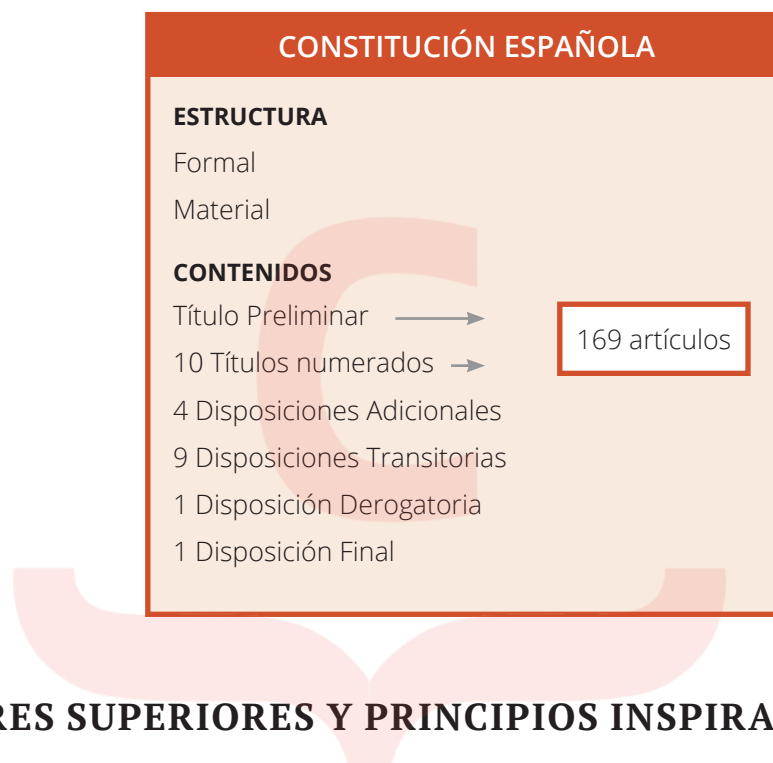 CONSTITUCIÓN ESPAÑOLA
ESTRUCTURA
Formal
Material
CONTENIDOS
Título Preliminar
169 artículos
10 Títulos numerados
4 Disposiciones Adicionales
9 Disposiciones Transitorias
1 Disposición Derogatoria
1 Disposición Final
RES SUPERIORES Y PRINCIPIOS INSPIRA